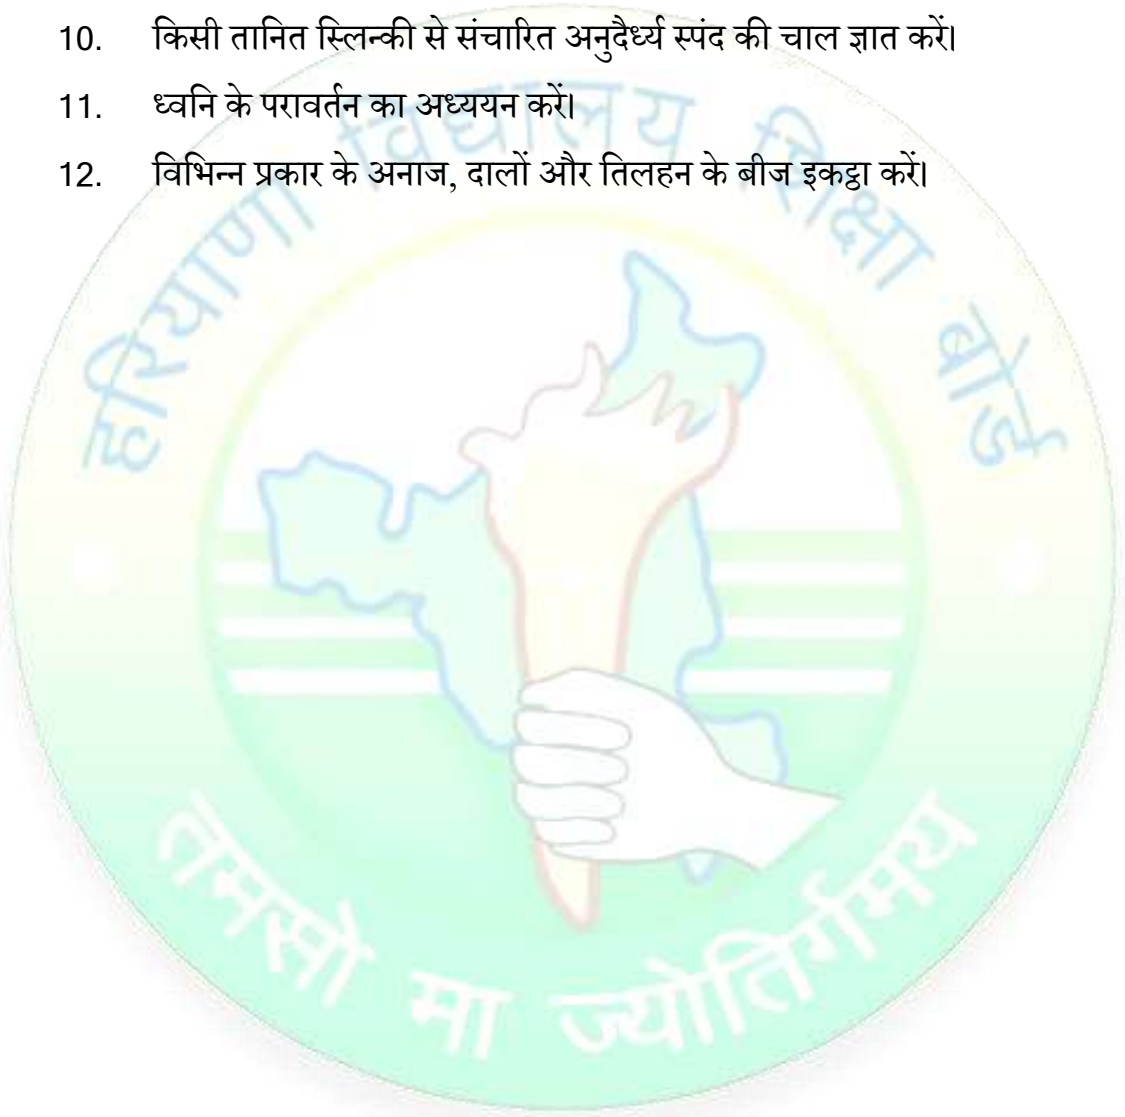 10. किसी तानित स्लिन्की से संचारित अनुदैर्ध्य स्पंद की चाल ज्ञात करें।
11. ध्वनि के परावर्तन का अध्ययन करें।
12. विभिन्न प्रकार के अनाज, दालों और तिलहन के बीज इकट्ठा करें।
हरियाणा विद्यालय शिक्षा बोर्ड
तमसो मा ज्योतिर्गमय